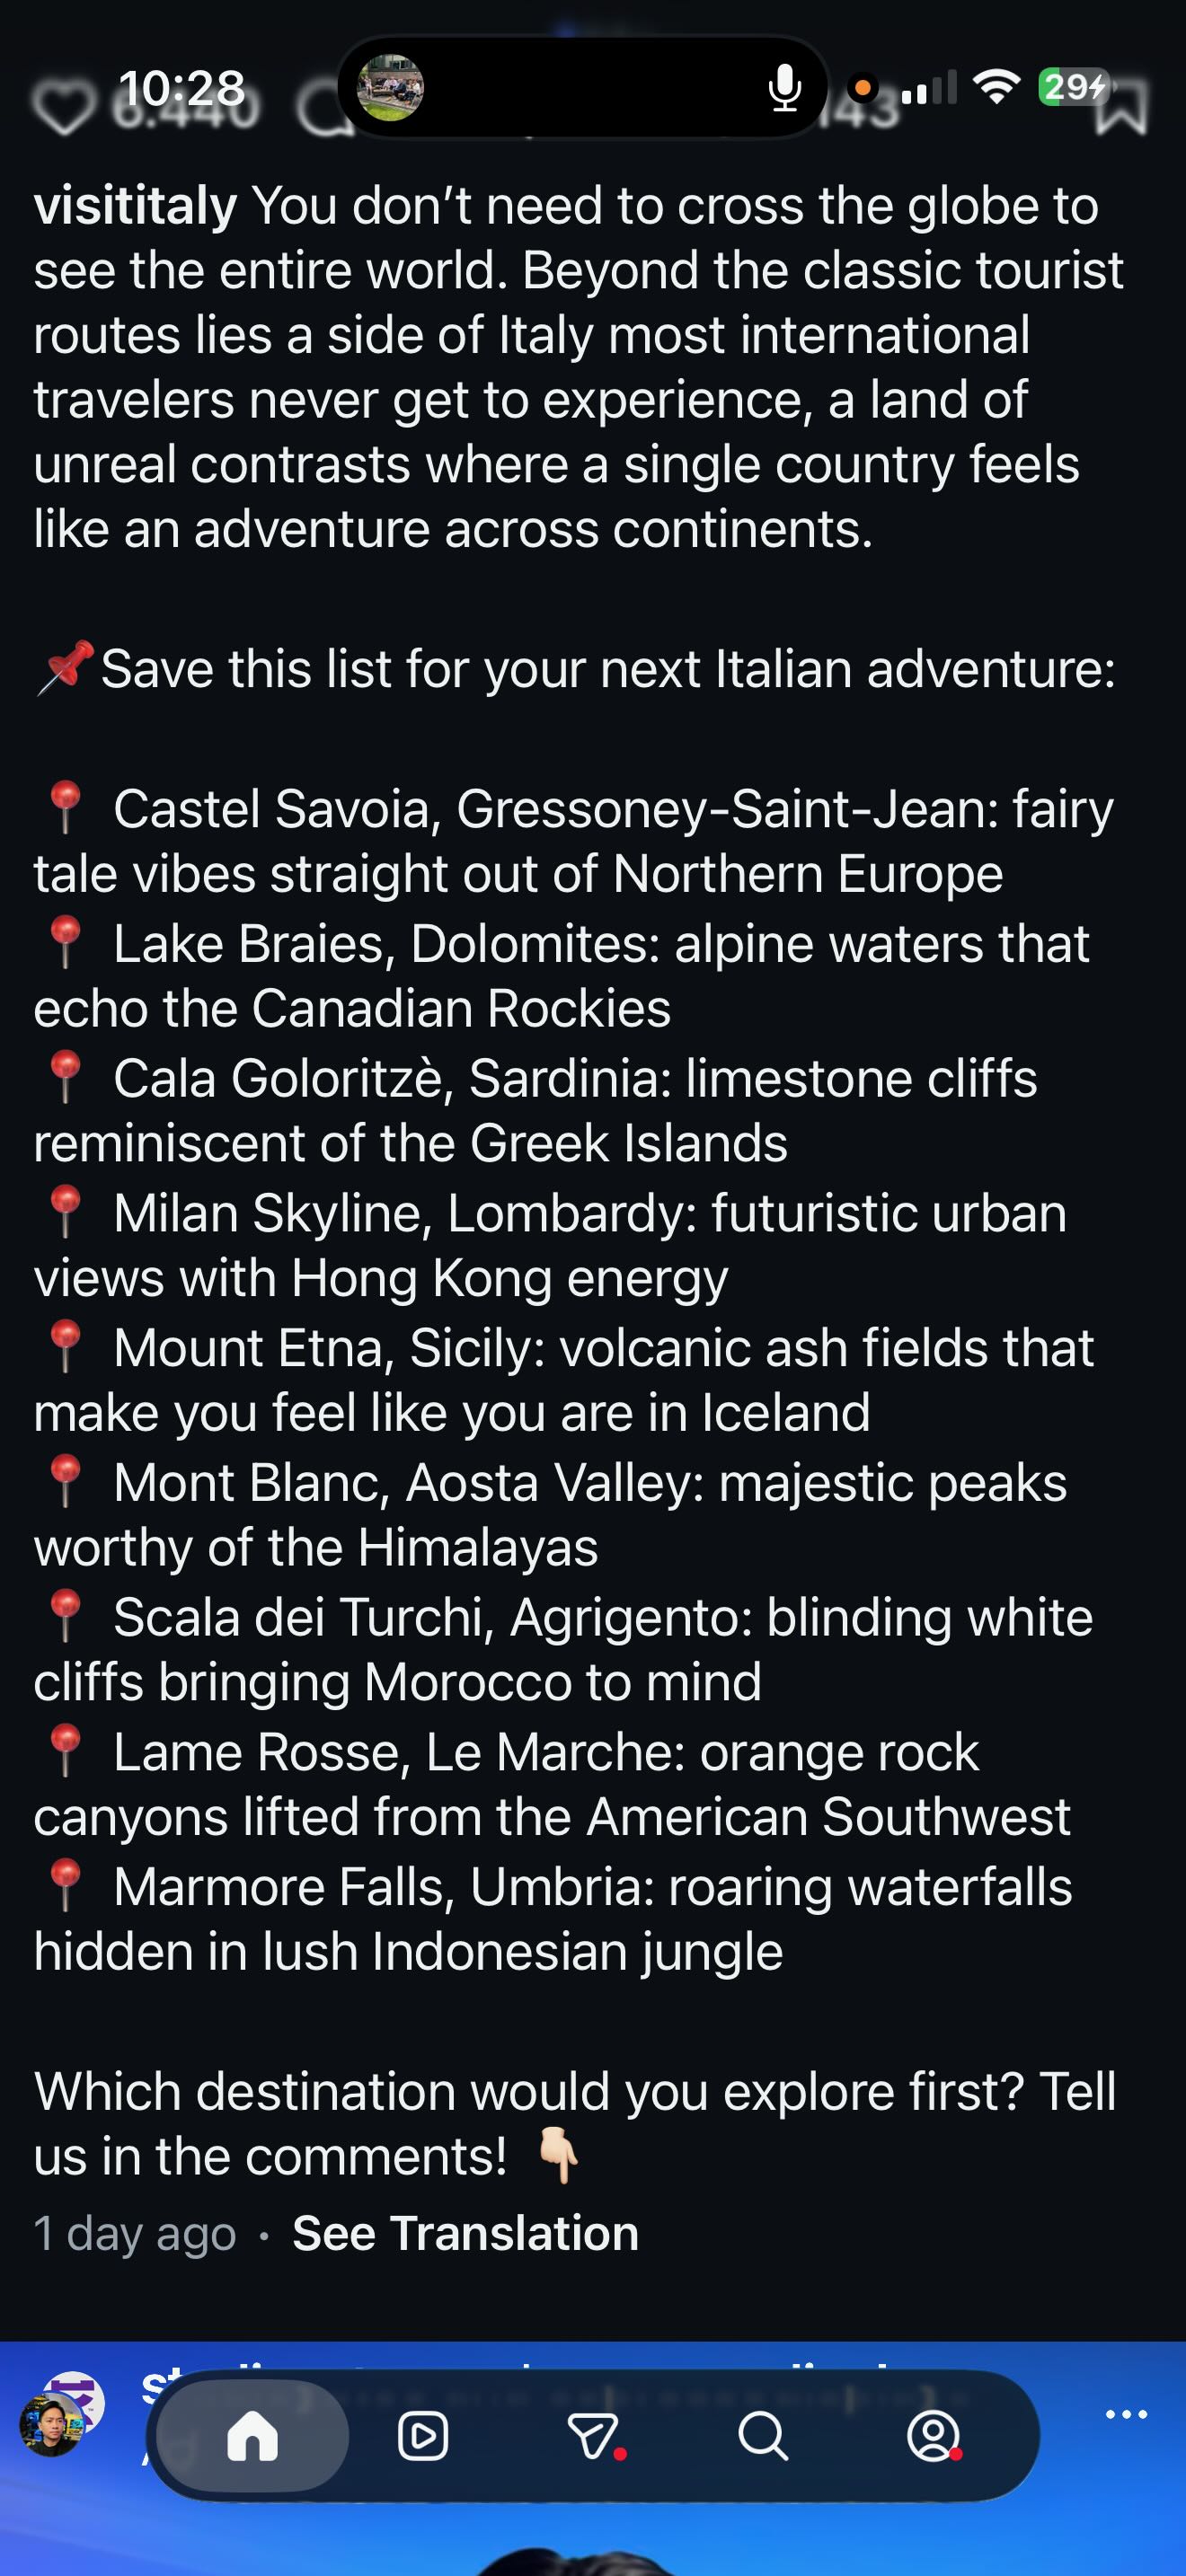 10:28
29
6.440
143
visititaly You don’t need to cross the globe to
see the entire world. Beyond the classic tourist
routes lies a side of Italy most international
travelers never get to experience, a land of
unreal contrasts where a single country feels
like an adventure across continents.
📌Save this list for your next Italian adventure:
📍 Castel Savoia, Gressoney-Saint-Jean: fairy
tale vibes straight out of Northern Europe
📍 Lake Braies, Dolomites: alpine waters that
echo the Canadian Rockies
📍 Cala Goloritzè, Sardinia: limestone cliffs
reminiscent of the Greek Islands
📍 Milan Skyline, Lombardy: futuristic urban
views with Hong Kong energy
📍 Mount Etna, Sicily: volcanic ash fields that
make you feel like you are in Iceland
📍 Mont Blanc, Aosta Valley: majestic peaks
worthy of the Himalayas
📍 Scala dei Turchi, Agrigento: blinding white
cliffs bringing Morocco to mind
📍 Lame Rosse, Le Marche: orange rock
canyons lifted from the American Southwest
📍 Marmore Falls, Umbria: roaring waterfalls
hidden in lush Indonesian jungle
Which destination would you explore first? Tell
us in the comments! 👇🏻
1 day ago · See Translation